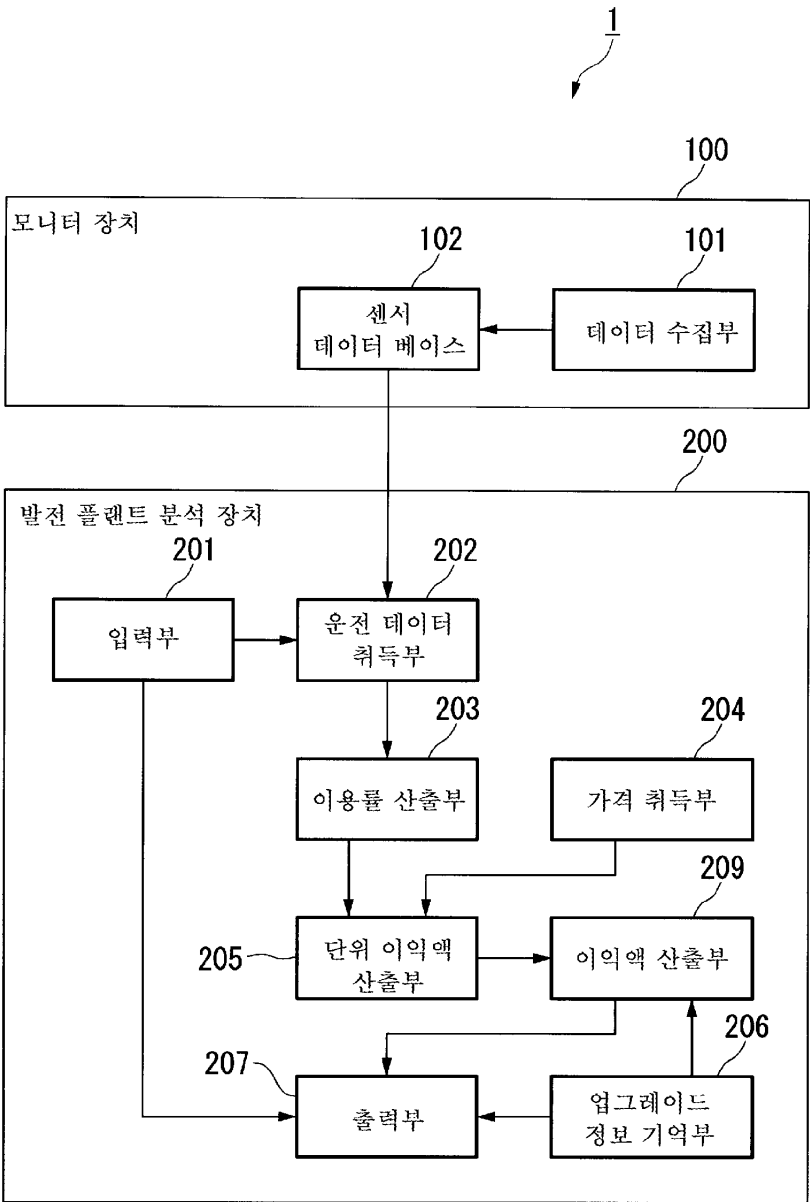 1
100
모니터 장치
102
101
센서
데이터 베이스
데이터 수집부
200
발전 플랜트 분석 장치
201
202
입력부
운전 데이터
취득부
203
204
이용률 산출부
가격 취득부
209
205
단위 이익액
산출부
이익액 산출부
207
206
출력부
업그레이드
정보 기억부